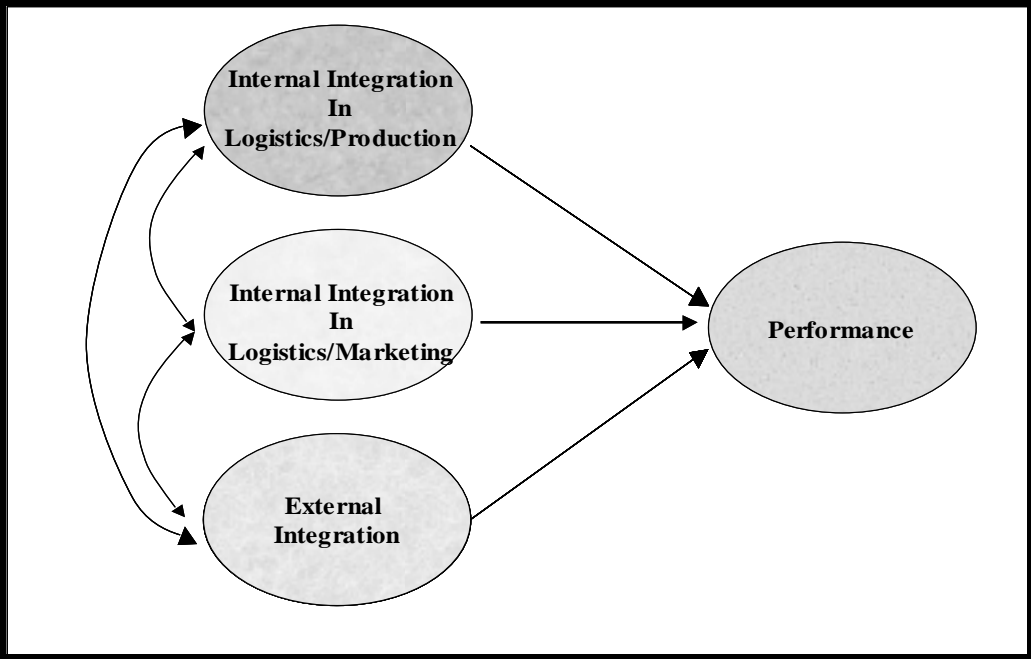 Internal Integration
In
Logistics/Production
Internal Integration
In
Logistics/Marketing
Performance
External
Integration